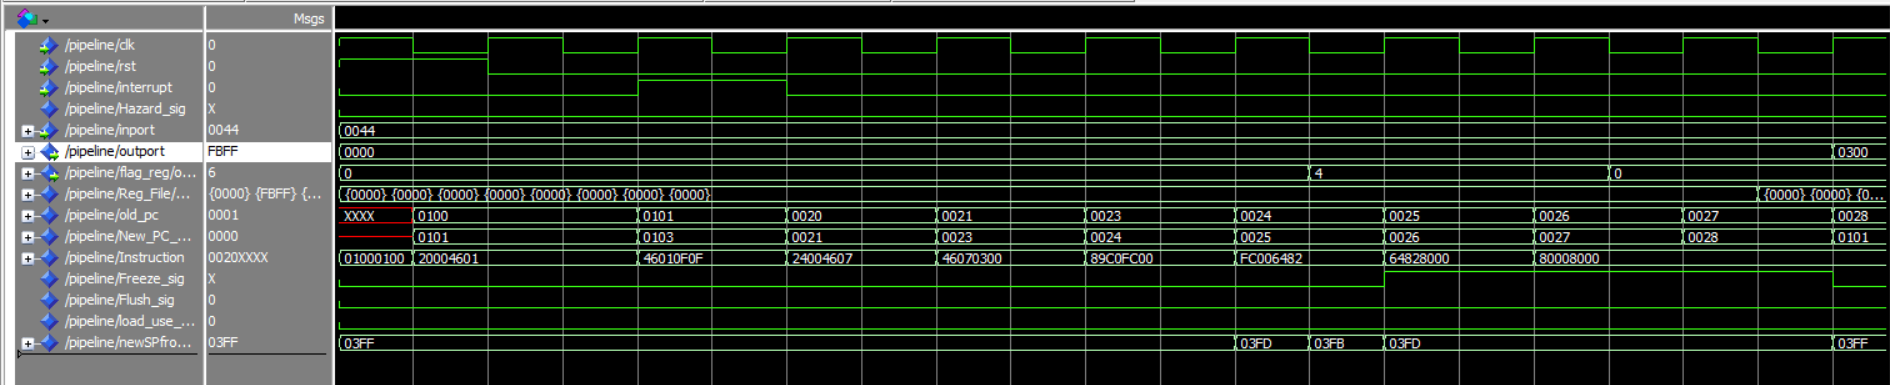 Msgs
/pipeline/clk 0
/pipeline/rst 0
/pipeline/interrupt 0
/pipeline/Hazard_sig X
/pipeline/inport 0044 0044
/pipeline/outport FBFF 0000 0300
/pipeline/flag_reg/o... 6 0 4 0
/pipeline/Reg_File/... {0000} {FBFF} {... {0000} {0000} {0000} {0000} {0000} {0000} {0000} {0000} {0000} {0000} {0...
/pipeline/old_pc 0001 XXXX 0100 0101 0020 0021 0023 0024 0025 0026 0027 0028
/pipeline/New_PC_... 0000 0101 0103 0021 0023 0024 0025 0026 0027 0028 0101
/pipeline/Instruction 0020XXXX 01000100 20004601 46010F0F 24004607 46070300 89C0FC00 FC006482 64828000 80008000
/pipeline/Freeze_sig X
/pipeline/Flush_sig 0
/pipeline/load_use_... 0
/pipeline/newSPfro... 03FF 03FF 03FD 03FB 03FD 03FF